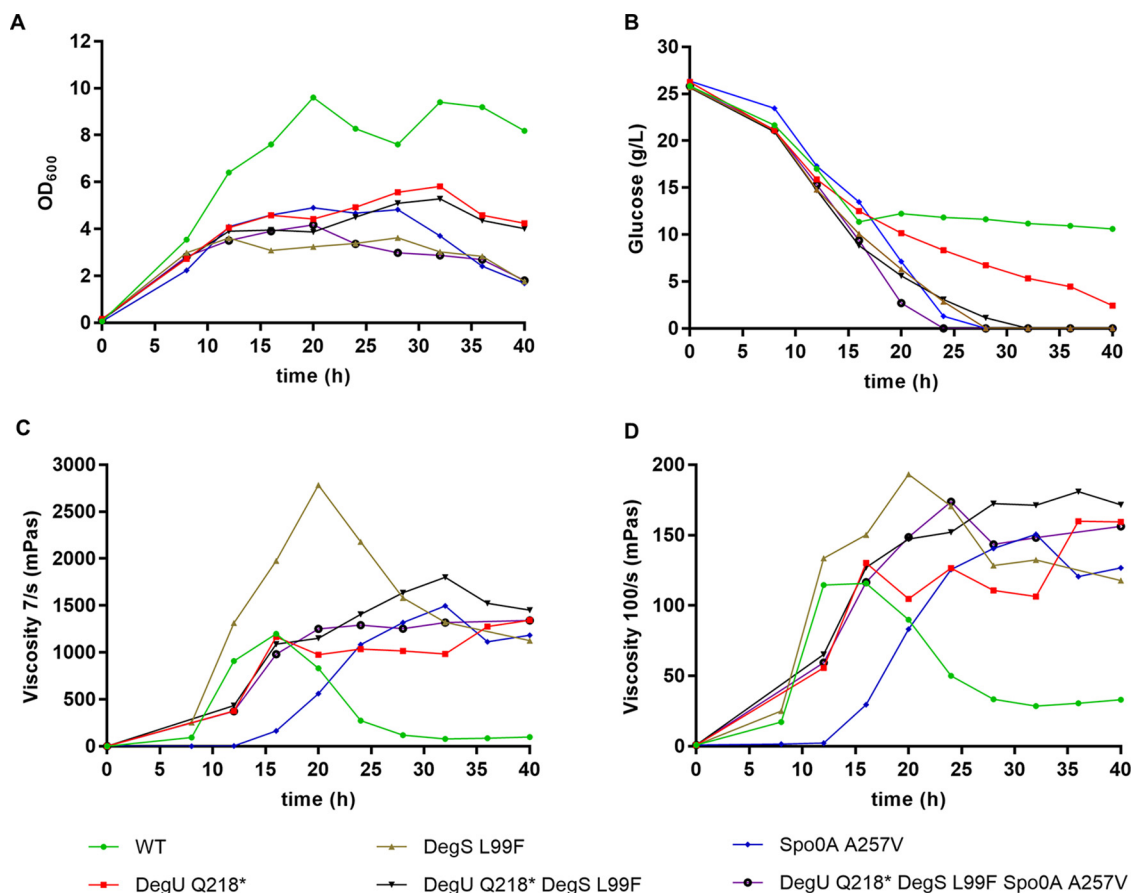 A
B
12
10
8
6
4
2
0
OD600
0 5 10 15 20 25 30 35 40
time (h)
30
25
20
15
10
5
0
Glucose (g/L)
0 5 10 15 20 25 30 35 40
time (h)
C
D
3000
2500
2000
1500
1000
500
0
Viscosity 7/s (mPas)
0 5 10 15 20 25 30 35 40
time (h)
200
150
100
50
0
Viscosity 100/s (mPas)
0 5 10 15 20 25 30 35 40
time (h)
WT
DegS L99F
Spo0A A257V
DegU Q218*
DegU Q218* DegS L99F
DegU Q218* DegS L99F Spo0A A257V